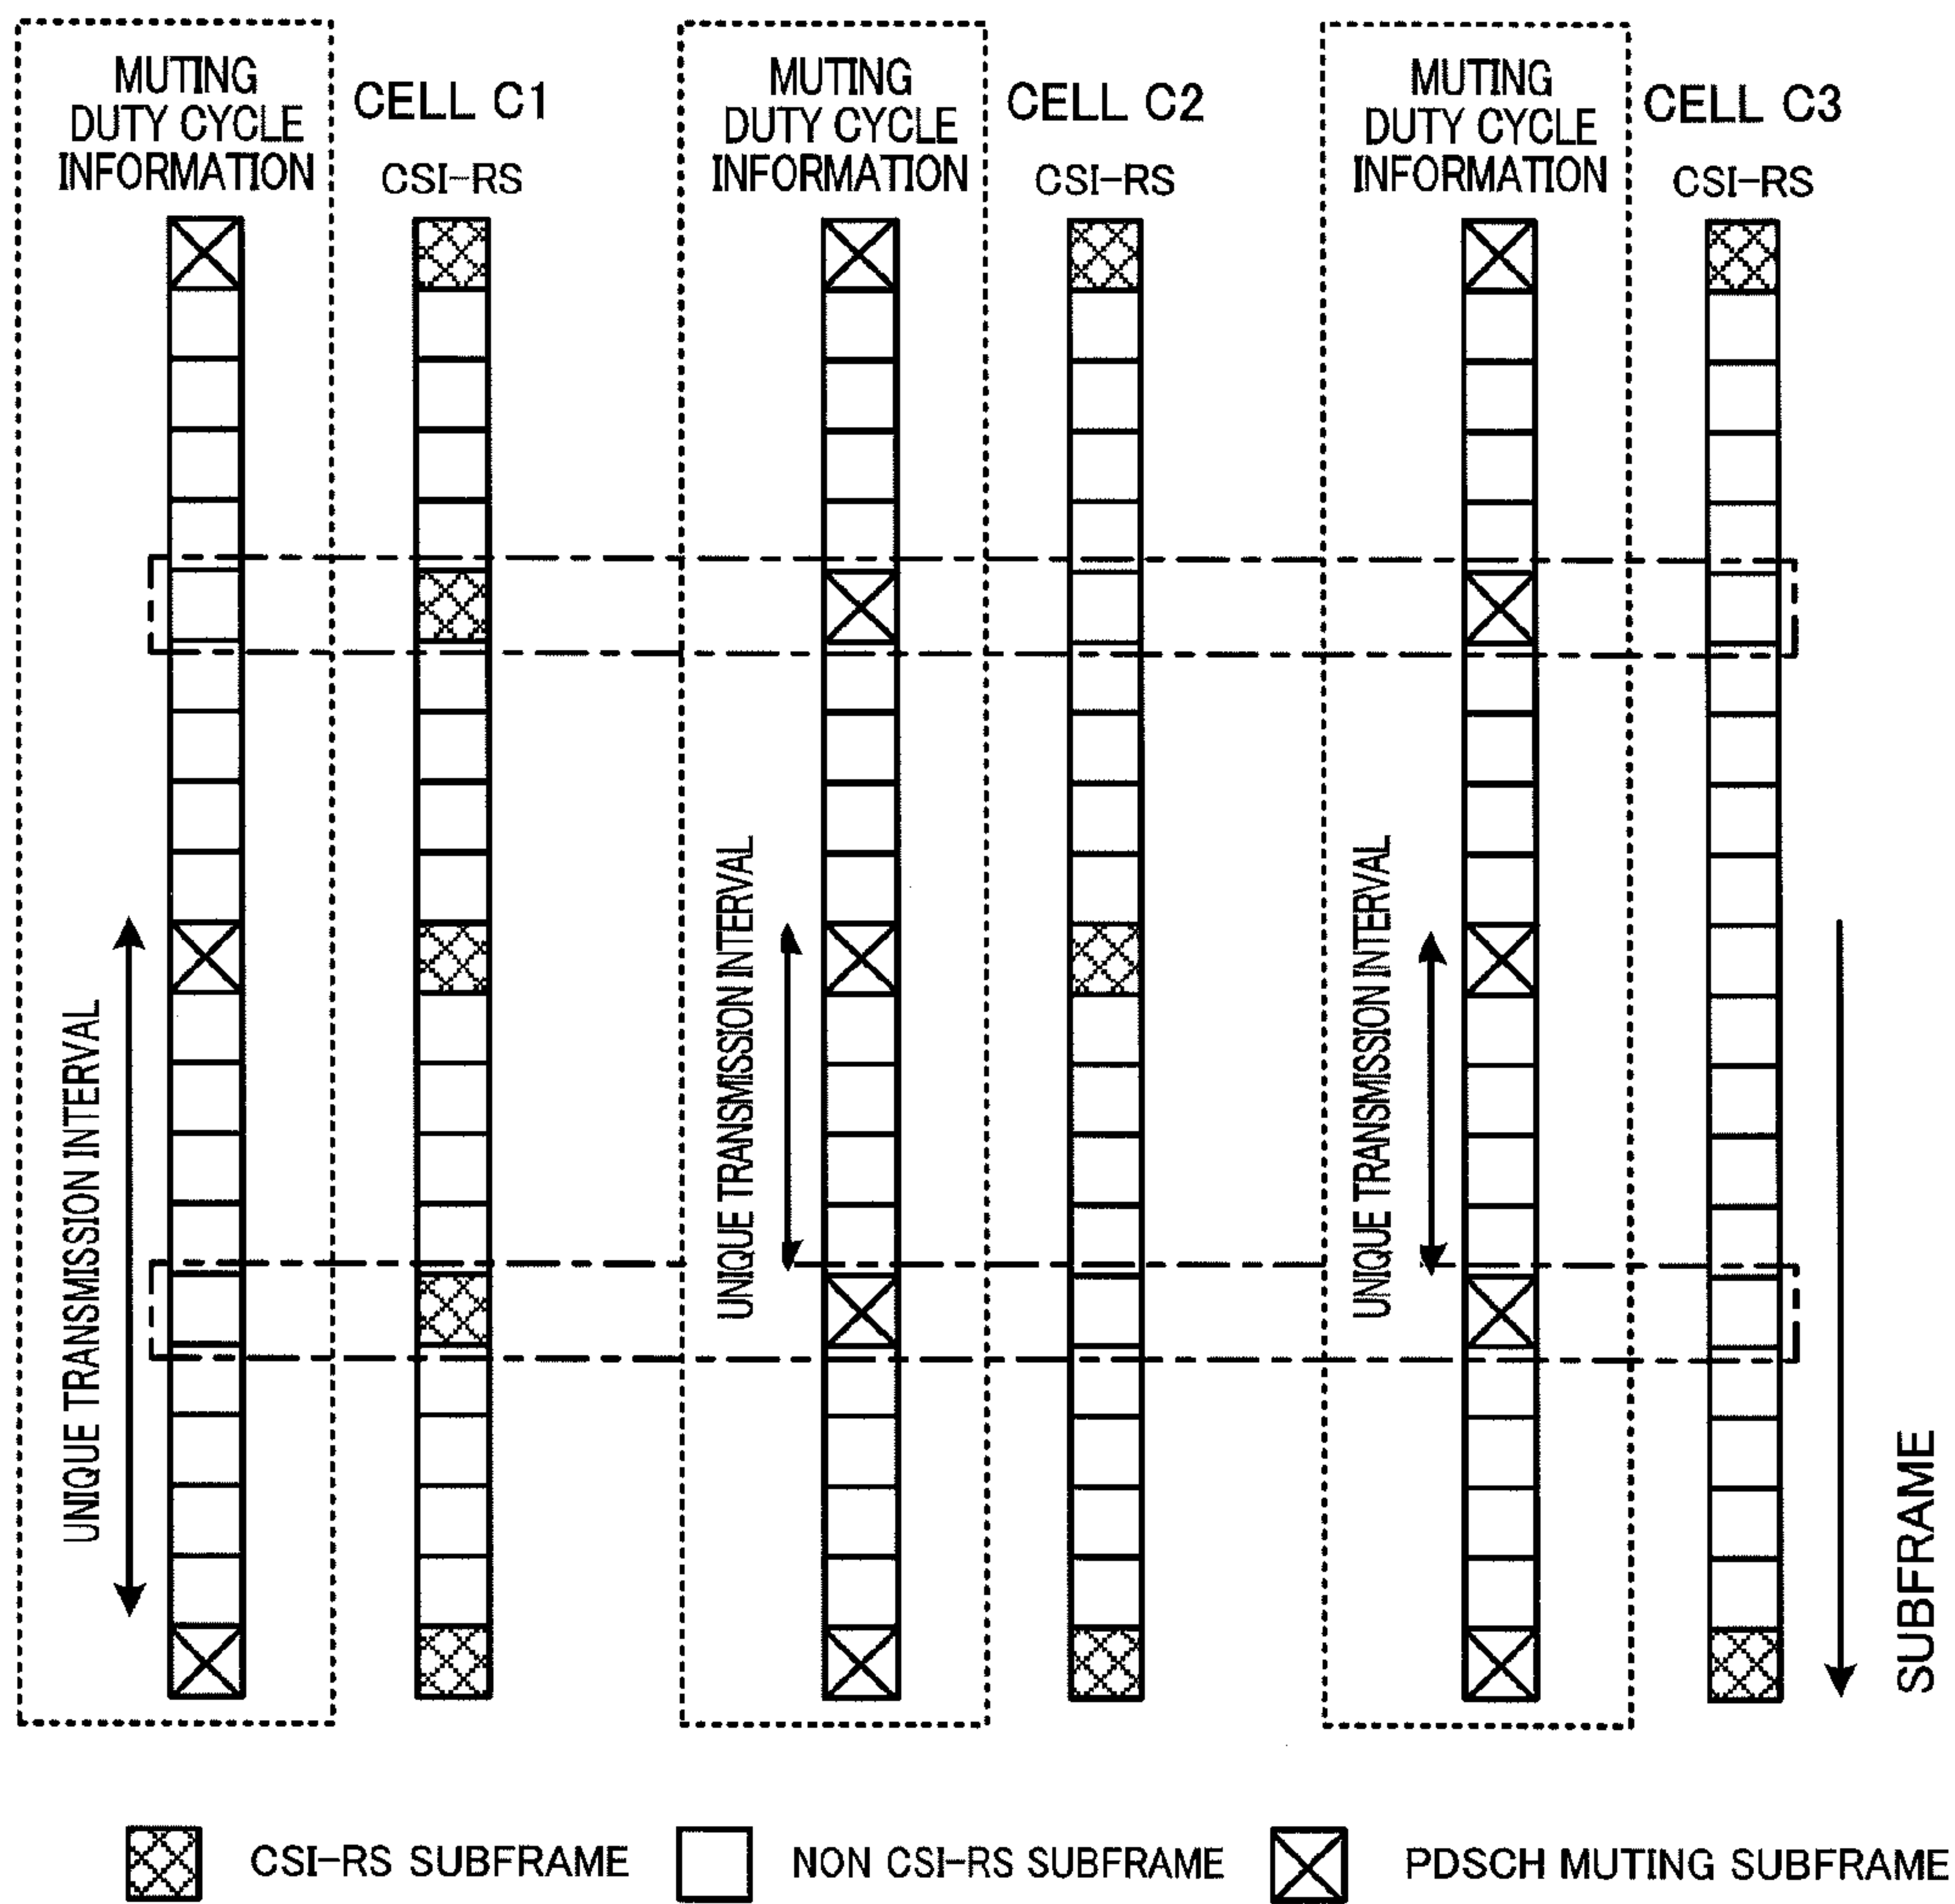 MUTING
DUTY CYCLE
INFORMATION
CELL C1
CSI-RS
MUTING
DUTY CYCLE
INFORMATION
CELL C2
CSI-RS
MUTING
DUTY CYCLE
INFORMATION
CELL C3
CSI-RS
UNIQUE TRANSMISSION INTERVAL
UNIQUE TRANSMISSION INTERVAL
UNIQUE TRANSMISSION INTERVAL
SUBFRAME
CSI-RS SUBFRAME
NON CSI-RS SUBFRAME
PDSCH MUTING SUBFRAME